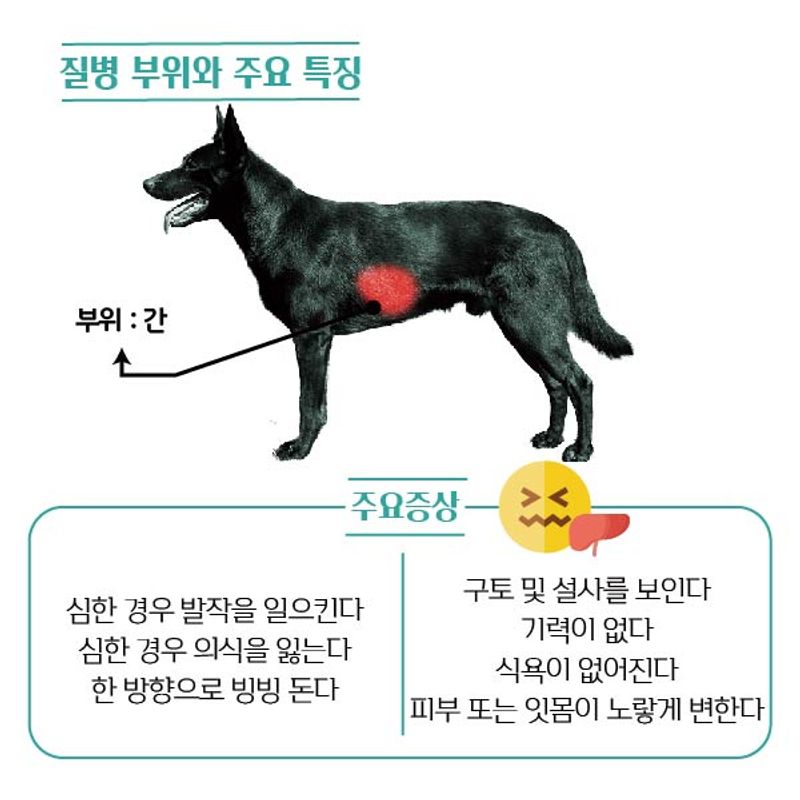 질병 부위와 주요 특징
부위 : 간
주요증상
심한 경우 발작을 일으킨다
심한 경우 의식을 잃는다
한 방향으로 빙빙 돈다
구토 및 설사를 보인다
기력이 없다
식욕이 없어진다
피부 또는 잇몸이 노랗게 변한다